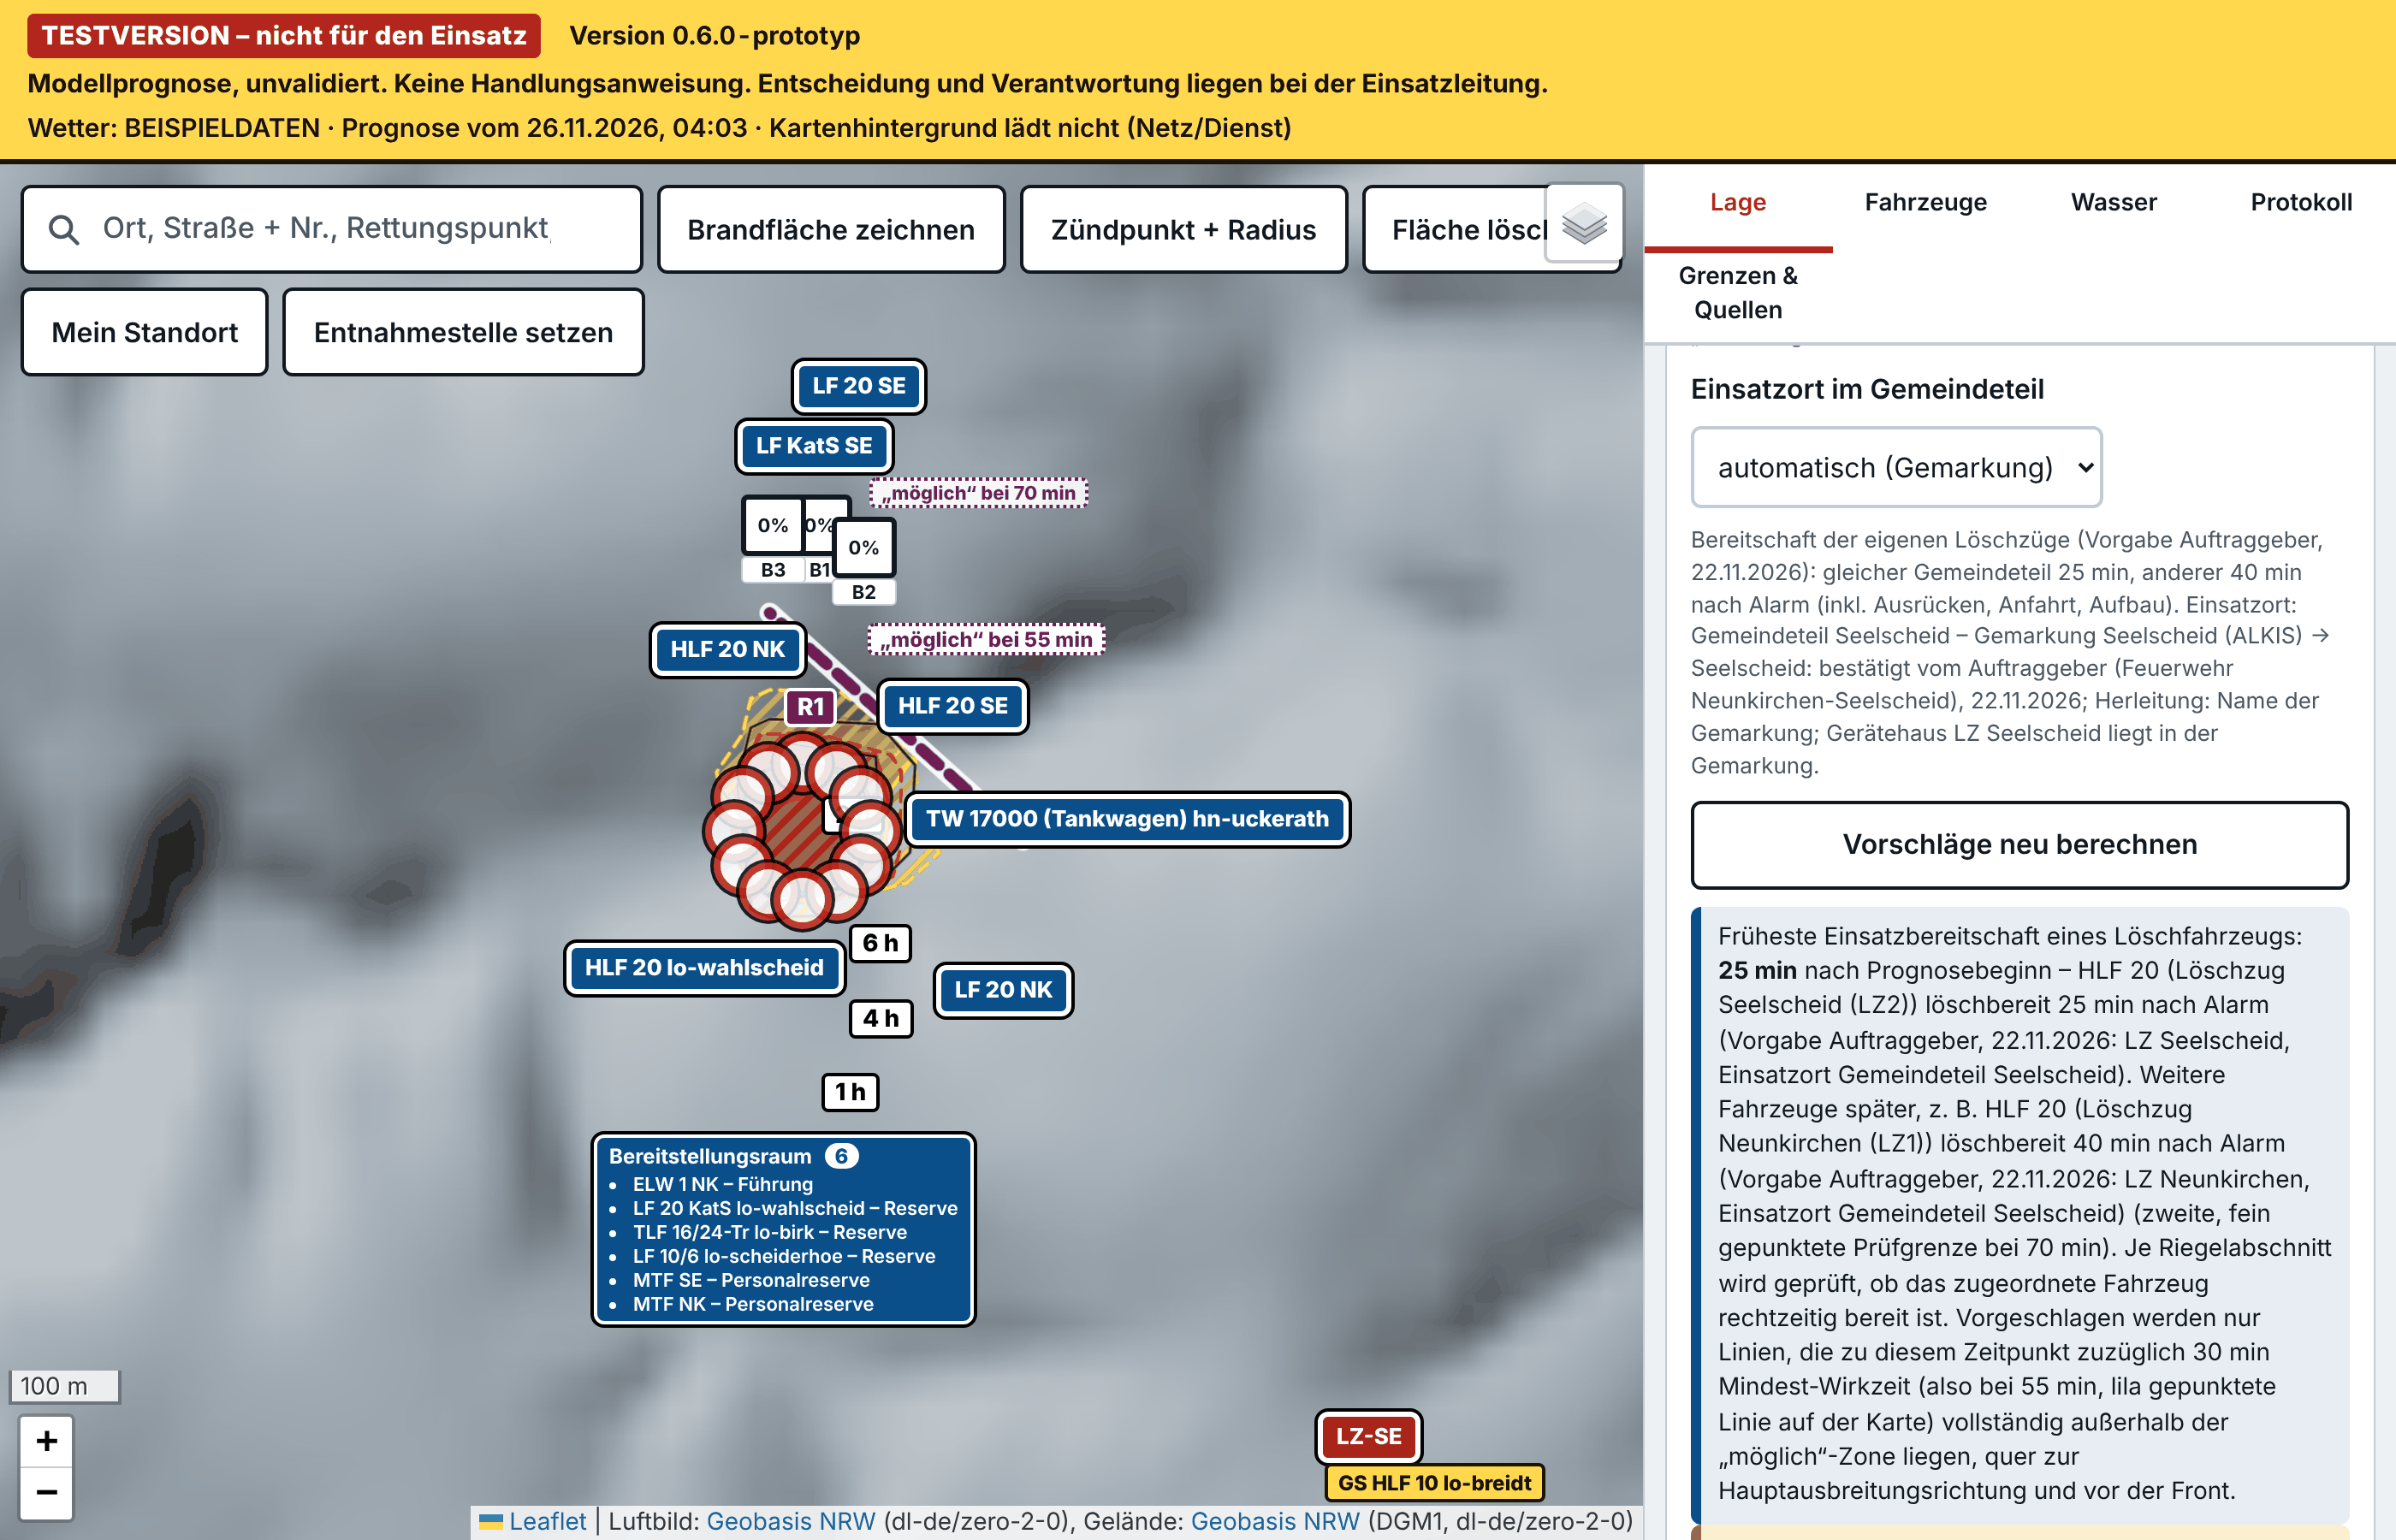 TESTVERSION – nicht für den Einsatz Version 0.6.0-prototyp
Modellprognose, unvalidiert. Keine Handlungsanweisung. Entscheidung und Verantwortung liegen bei der Einsatzleitung.
Wetter: BEISPIELDATEN · Prognose vom 26.11.2026, 04:03 · Kartenhintergrund lädt nicht (Netz/Dienst)
Ort, Straße + Nr., Rettungspunkt
Brandfläche zeichnen
Zündpunkt + Radius
Fläche
Mein Standort
Entnahmestelle setzen
LF 20 SE
LF KatS SE
„möglich“ bei 70 min
0%
0%
0%
B3
B1
B2
„möglich“ bei 55 min
HLF 20 NK
R1
HLF 20 SE
TW 17000 (Tankwagen) hn-uckerath
6 h
HLF 20 lo-wahlscheid
LF 20 NK
4 h
1 h
Bereitstellungsraum 6
• ELW 1 NK – Führung
• LF 20 KatS lo-wahlscheid – Reserve
• TLF 16/24-Tr lo-birk – Reserve
• LF 10/6 lo-scheiderhoe – Reserve
• MTF SE – Personalreserve
• MTF NK – Personalreserve
100 m
+
−
LZ-SE
GS HLF 10 lo-breidt
Leaflet | Luftbild: Geobasis NRW (dl-de/zero-2-0), Gelände: Geobasis NRW (DGM1, dl-de/zero-2-0)
Lage
Fahrzeuge
Wasser
Protokoll
Grenzen &
Quellen
Einsatzort im Gemeindeteil
automatisch (Gemarkung)
Bereitschaft der eigenen Löschzüge (Vorgabe Auftraggeber,
22.11.2026): gleicher Gemeindeteil 25 min, anderer 40 min
nach Alarm (inkl. Ausrücken, Anfahrt, Aufbau). Einsatzort:
Gemeindeteil Seelscheid – Gemarkung Seelscheid (ALKIS) →
Seelscheid: bestätigt vom Auftraggeber (Feuerwehr
Neunkirchen-Seelscheid), 22.11.2026; Herleitung: Name der
Gemarkung; Gerätehaus LZ Seelscheid liegt in der
Gemarkung.
Vorschläge neu berechnen
Früheste Einsatzbereitschaft eines Löschfahrzeugs:
25 min nach Prognosebeginn – HLF 20 (Löschzug
Seelscheid (LZ2)) löschbereit 25 min nach Alarm
(Vorgabe Auftraggeber, 22.11.2026: LZ Seelscheid,
Einsatzort Gemeindeteil Seelscheid). Weitere
Fahrzeuge später, z. B. HLF 20 (Löschzug
Neunkirchen (LZ1)) löschbereit 40 min nach Alarm
(Vorgabe Auftraggeber, 22.11.2026: LZ Neunkirchen,
Einsatzort Gemeindeteil Seelscheid) (zweite, fein
gepunktete Prüfgrenze bei 70 min). Je Riegelabschnitt
wird geprüft, ob das zugeordnete Fahrzeug
rechtzeitig bereit ist. Vorgeschlagen werden nur
Linien, die zu diesem Zeitpunkt zuzüglich 30 min
Mindest-Wirkzeit (also bei 55 min, lila gepunktete
Linie auf der Karte) vollständig außerhalb der
„möglich“-Zone liegen, quer zur
Hauptausbreitungsrichtung und vor der Front.